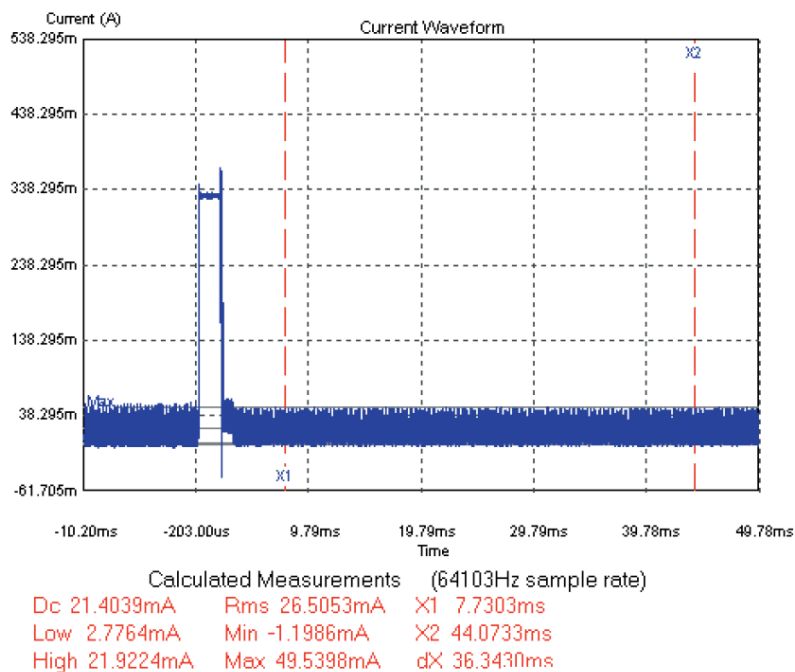 Current (A)
Current Waveform
538.295m
X2
438.295m
338.295m
238.295m
138.295m
Max
38.295m
X1
-61.705m
-10.20ms -203.00us 9.79ms 19.79ms 29.79ms 39.78ms 49.78ms
Time
Calculated Measurements (64103Hz sample rate)
Dc 21.4039mA Rms 26.5053mA X1 7.7303ms
Low 2.7764mA Min -1.1986mA X2 44.0733ms
High 21.9224mA Max 49.5398mA dX 36.3430ms